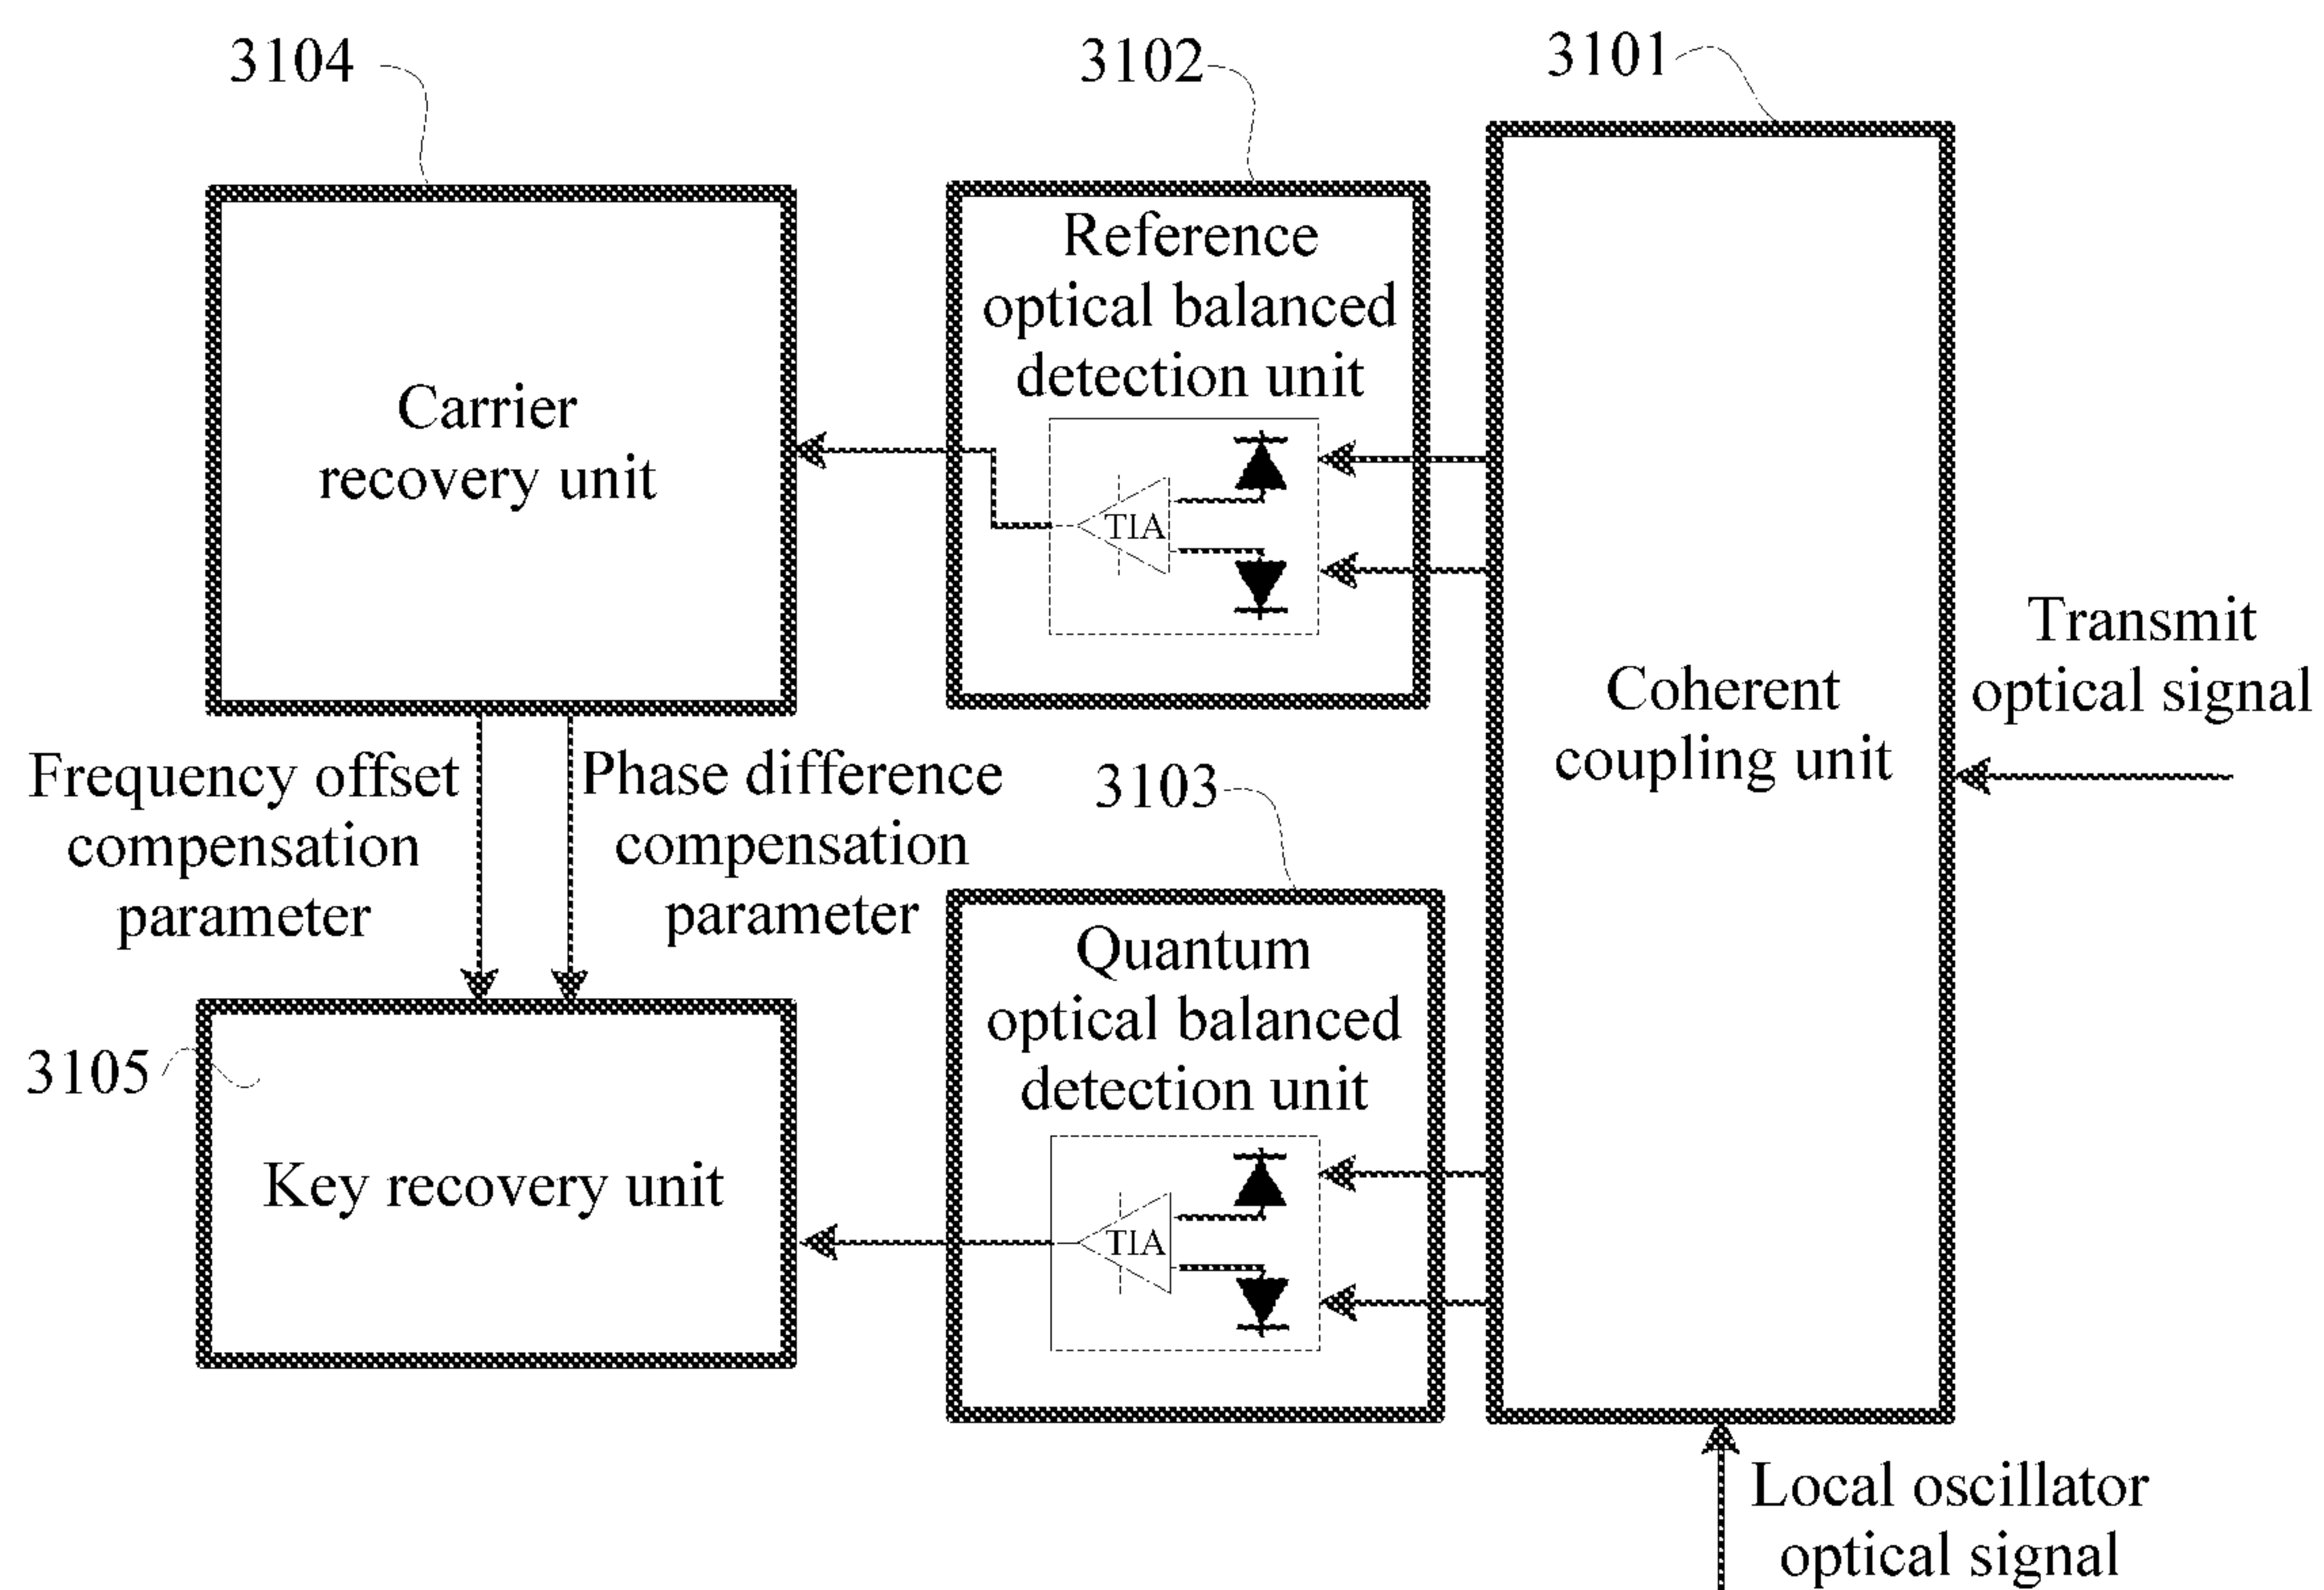 3104
3102
3101
Reference
optical balanced
detection unit
Carrier
recovery unit
TIA
Transmit
optical signal
Coherent
coupling unit
Frequency offset
compensation
parameter
Phase difference
compensation
parameter
3103
Quantum
optical balanced
detection unit
3105
Key recovery unit
TIA
Local oscillator
optical signal